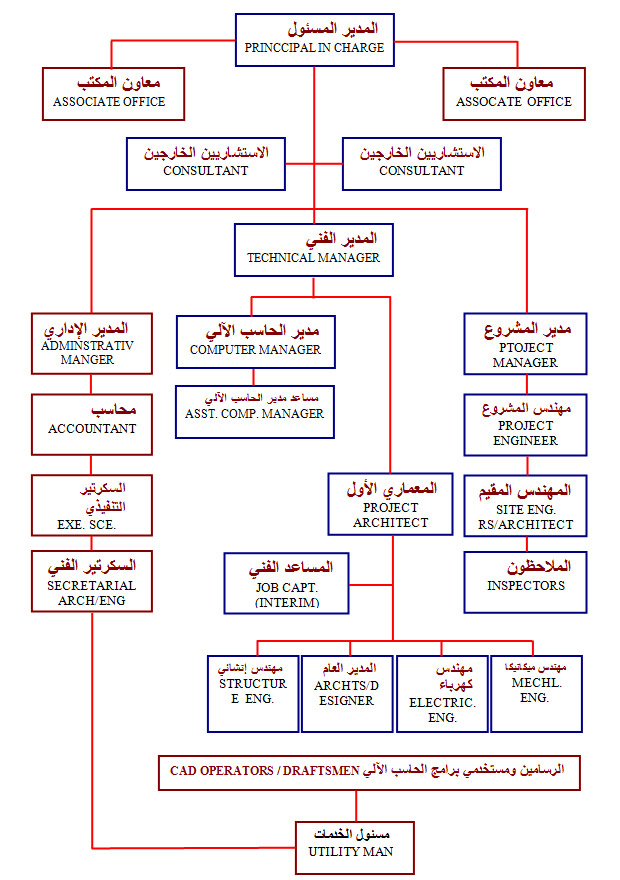 المدير المسئول
PRINCCIPAL IN CHARGE
معاون المكتب
ASSOCIATE OFFICE
معاون المكتب
ASSOCATE OFFICE
الاستشاريين الخارجين
CONSULTANT
الاستشاريين الخارجين
CONSULTANT
المدير الفني
TECHNICAL MANAGER
المدير الإداري
ADMINSTRATIV
MANGER
مدير الحاسب الآلي
COMPUTER MANAGER
مدير المشروع
PTOJECT
MANAGER
محاسب
ACCOUNTANT
مساعد مدير الحاسب الآلي
ASST. COMP. MANAGER
مهندس المشروع
PROJECT
ENGINEER
السكرتير
التنفيذي
EXE. SCE.
المعماري الأول
PROJECT
ARCHITECT
المهندس المقيم
SITE ENG.
RS/ARCHITECT
السكرتير الفني
SECRETARIAL
ARCH/ENG
المساعد الفني
JOB CAPT.
(INTERIM)
الملاحظون
INSPECTORS
مهندس إنشائي
STRUCTUR
E ENG.
المدير العام
ARCHTS/D
ESIGNER
مهندس
كهرباء
ELECTRIC.
ENG.
مهندس ميكانيكا
MECHL.
ENG.
الرسامين ومستخدمي برامج الحاسب الآلي CAD OPERATORS / DRAFTSMEN
مسئول الخدمات
UTILITY MAN